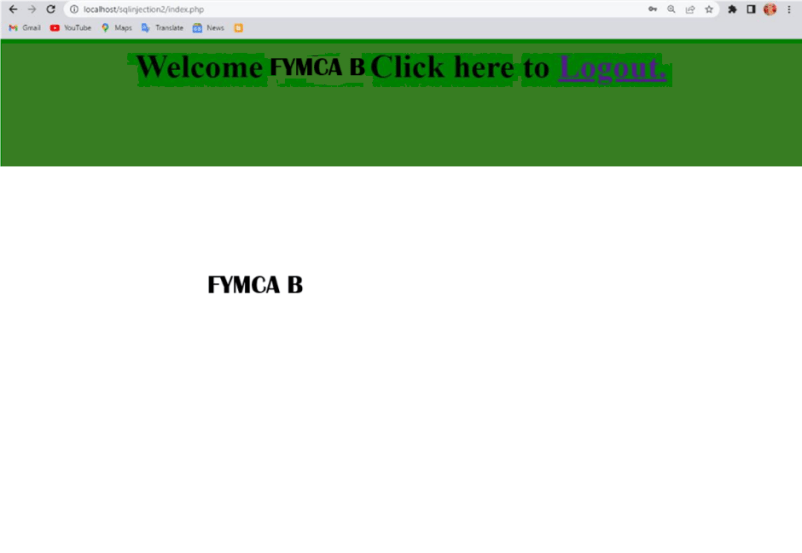 localhost/sqlinjection2/index.php
Gmail YouTube Maps Translate News
Welcome FYMCA B Click here to Logout.
FYMCA B